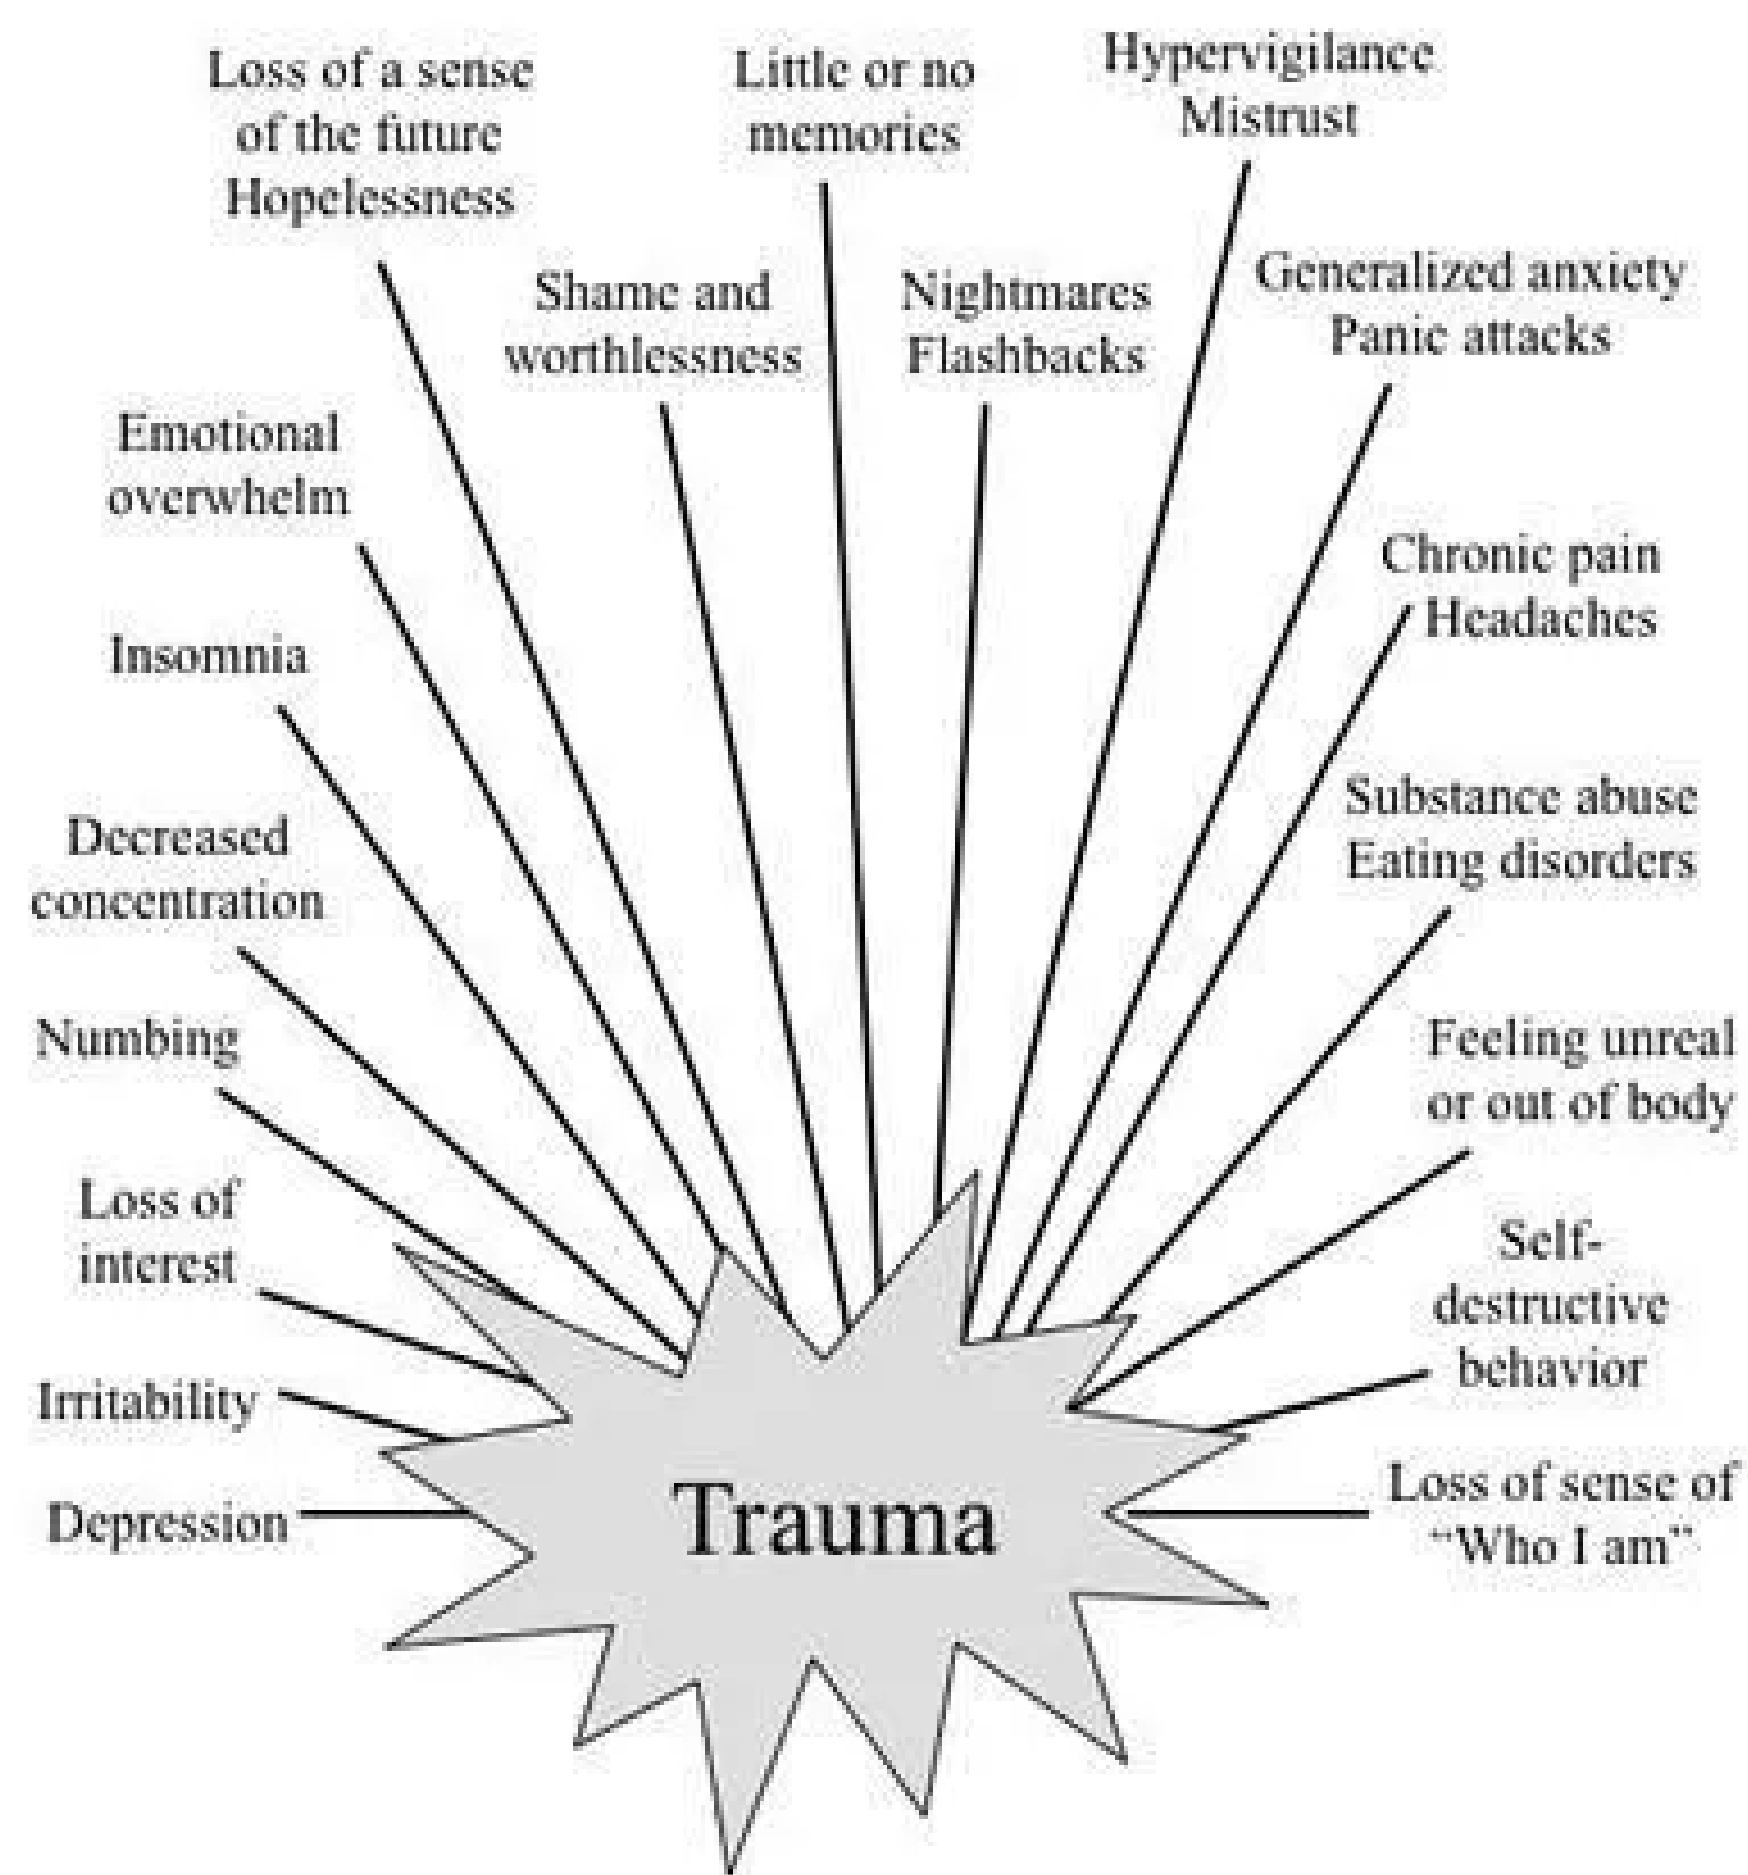 Loss of a sense
of the future
Hopelessness
Little or no
memories
Hypervigilance
Mistrust
Shame and
worthlessness
Nightmares
Flashbacks
Generalized anxiety
Panic attacks
Emotional
overwhelm
Chronic pain
Headaches
Insomnia
Substance abuse
Eating disorders
Decreased
concentration
Numbing
Feeling unreal
or out of body
Loss of
interest
Self-
destructive
behavior
Irritability
Depression
Trauma
Loss of sense of
“Who I am”